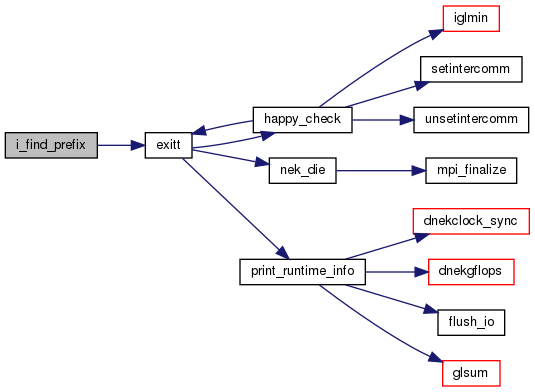 i_find_prefix
exitt
happy_check
iglmin
setintercomm
unsetintercomm
nek_die
mpi_finalize
print_runtime_info
dnekclock_sync
dnekgflops
flush_io
glsum